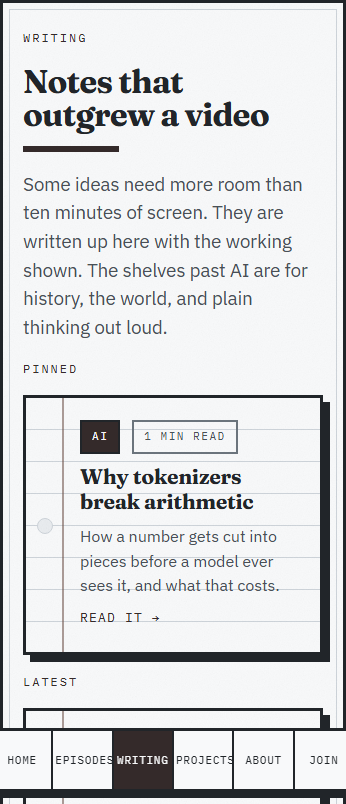 WRITING
Notes that
outgrew a video
Some ideas need more room than
ten minutes of screen. They are
written up here with the working
shown. The shelves past AI are for
history, the world, and plain
thinking out loud.
PINNED
AI 1 MIN READ
Why tokenizers
break arithmetic
How a number gets cut into
pieces before a model ever
sees it, and what that costs.
READ IT →
LATEST
HOME EPISODES WRITING PROJECTS ABOUT JOIN